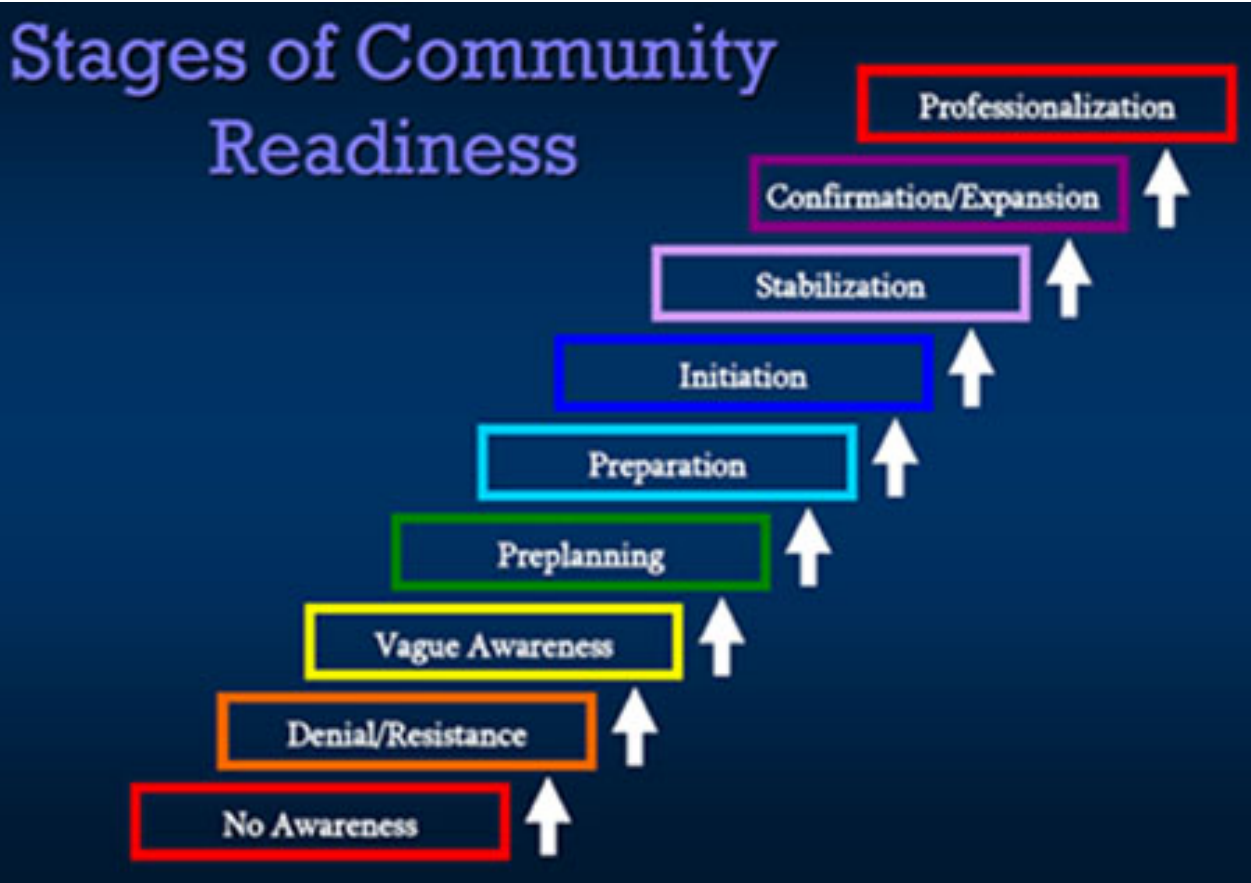 Stages of Community
Readiness
Professionalization
Confirmation/Expansion
Stabilization
Initiation
Preparation
Preplanning
Vague Awareness
Denial/Resistance
No Awareness